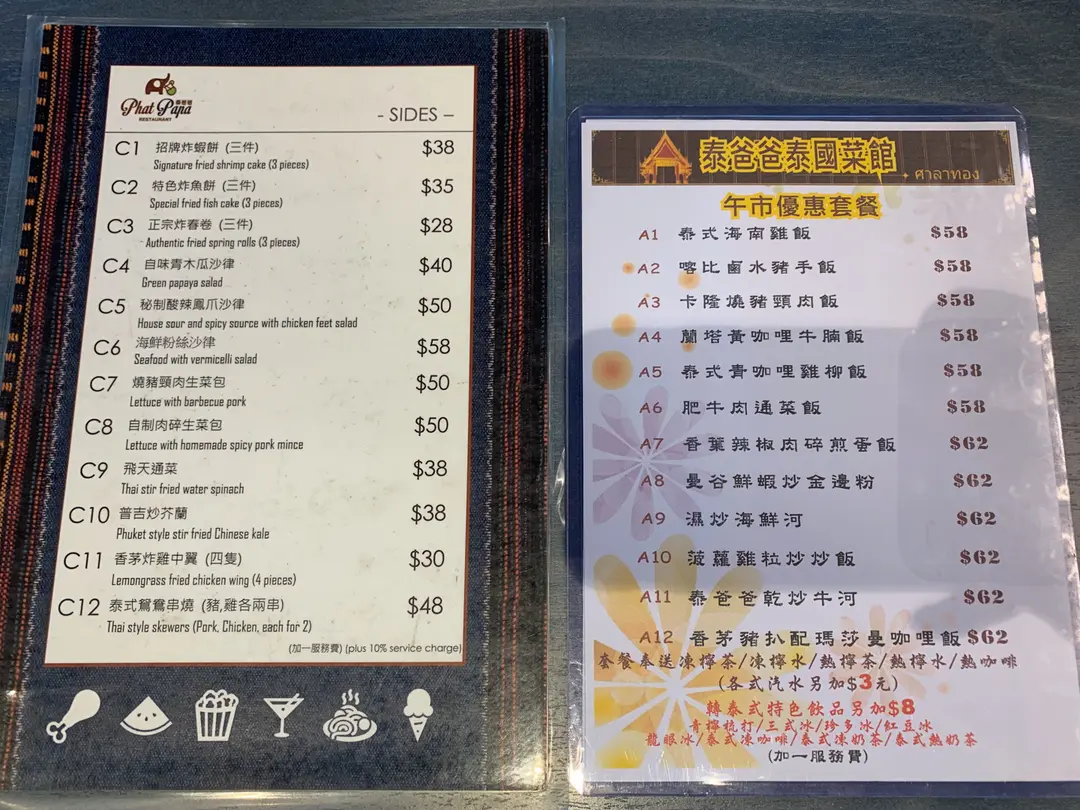 Phat Papa
泰爸爸
RESTAURANT
- SIDES –
C1 招牌炸蝦餅 (三件) $38
Signature fried shrimp cake (3 pieces)
C2 特色炸魚餅 (三件) $35
Special fried fish cake (3 pieces)
C3 正宗炸春卷 (三件) $28
Authentic fried spring rolls (3 pieces)
C4 自味青木瓜沙律 $40
Green papaya salad
C5 秘制酸辣鳳爪沙律 $50
House sour and spicy source with chicken feet salad
C6 海鮮粉絲沙律 $58
Seafood with vermicelli salad
C7 燒豬頸肉生菜包 $50
Lettuce with barbecue pork
C8 自制肉碎生菜包 $50
Lettuce with homemade spicy pork mince
C9 飛天通菜 $38
Thai stir fried water spinach
C10 普吉炒芥蘭 $38
Phuket style stir fried Chinese kale
C11 香茅炸雞中翼 (四隻) $30
Lemongrass fried chicken wing (4 pieces)
C12 泰式鴛鴦串燒 (豬,雞各兩串) $48
Thai style skewers (Pork, Chicken, each for 2)
(加一服務費) (plus 10% service charge)
泰爸爸泰國菜館
ศาลาทอง
午市優惠套餐
A1 泰式海南雞飯 $58
A2 喀比鹵水豬手飯 $58
A3 卡隆燒豬頸肉飯 $58
A4 蘭塔黃咖哩牛腩飯 $58
A5 泰式青咖哩雞柳飯 $58
A6 肥牛肉通菜飯 $58
A7 香葉辣椒肉碎煎蛋飯 $62
A8 曼谷鮮蝦炒金邊粉 $62
A9 濕炒海鮮河 $62
A10 菠蘿雞粒炒炒飯 $62
A11 泰爸爸乾炒牛河 $62
A12 香茅豬扒配瑪莎曼咖哩飯 $62
套餐奉送凍檸茶/凍檸水/熱檸茶/熱檸水/熱咖啡
(各式汽水另加$3元)
轉泰式特色飲品另加$8
青檸梳打/三式冰/珍多冰/紅豆冰
龍眼冰/泰式凍咖啡/泰式凍奶茶/泰式熱奶茶
(加一服務費)